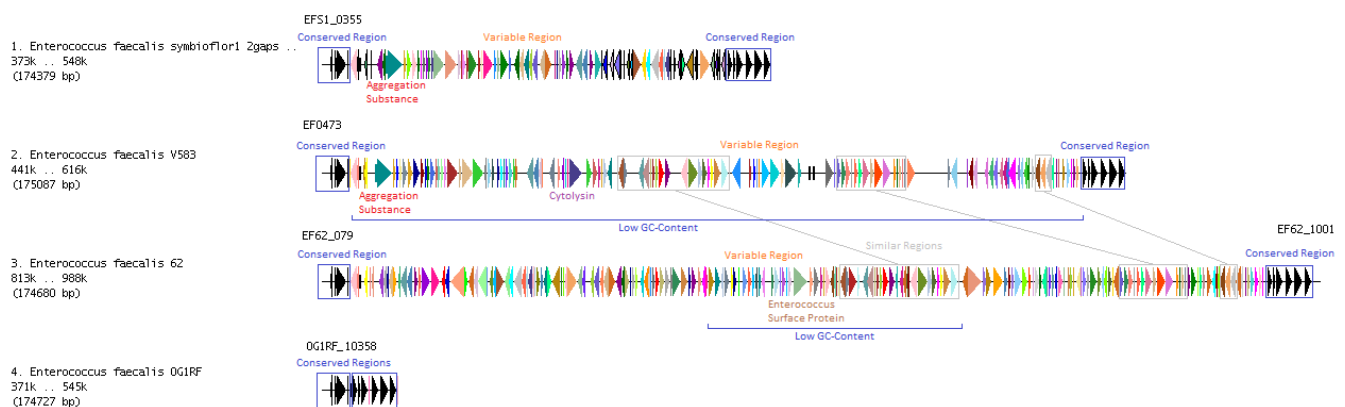 EFS1_0355
1. Enterococcus faecalis symbioflor1 2gaps ..
Conserved Region
Variable Region
Conserved Region
373k .. 548k
(174379 bp)
Aggregation
Substance
EF0473
2. Enterococcus faecalis V583
Conserved Region
Variable Region
Conserved Region
441k .. 616k
(175087 bp)
Aggregation
Substance
Cytolysin
Low GC-Content
EF62_079
EF62_1001
3. Enterococcus faecalis 62
Conserved Region
Variable Region
Similar Regions
Conserved Region
813k .. 988k
(174680 bp)
Enterococcus
Surface Protein
Low GC-Content
OG1RF_10358
4. Enterococcus faecalis OG1RF
Conserved Regions
371k .. 545k
(174727 bp)